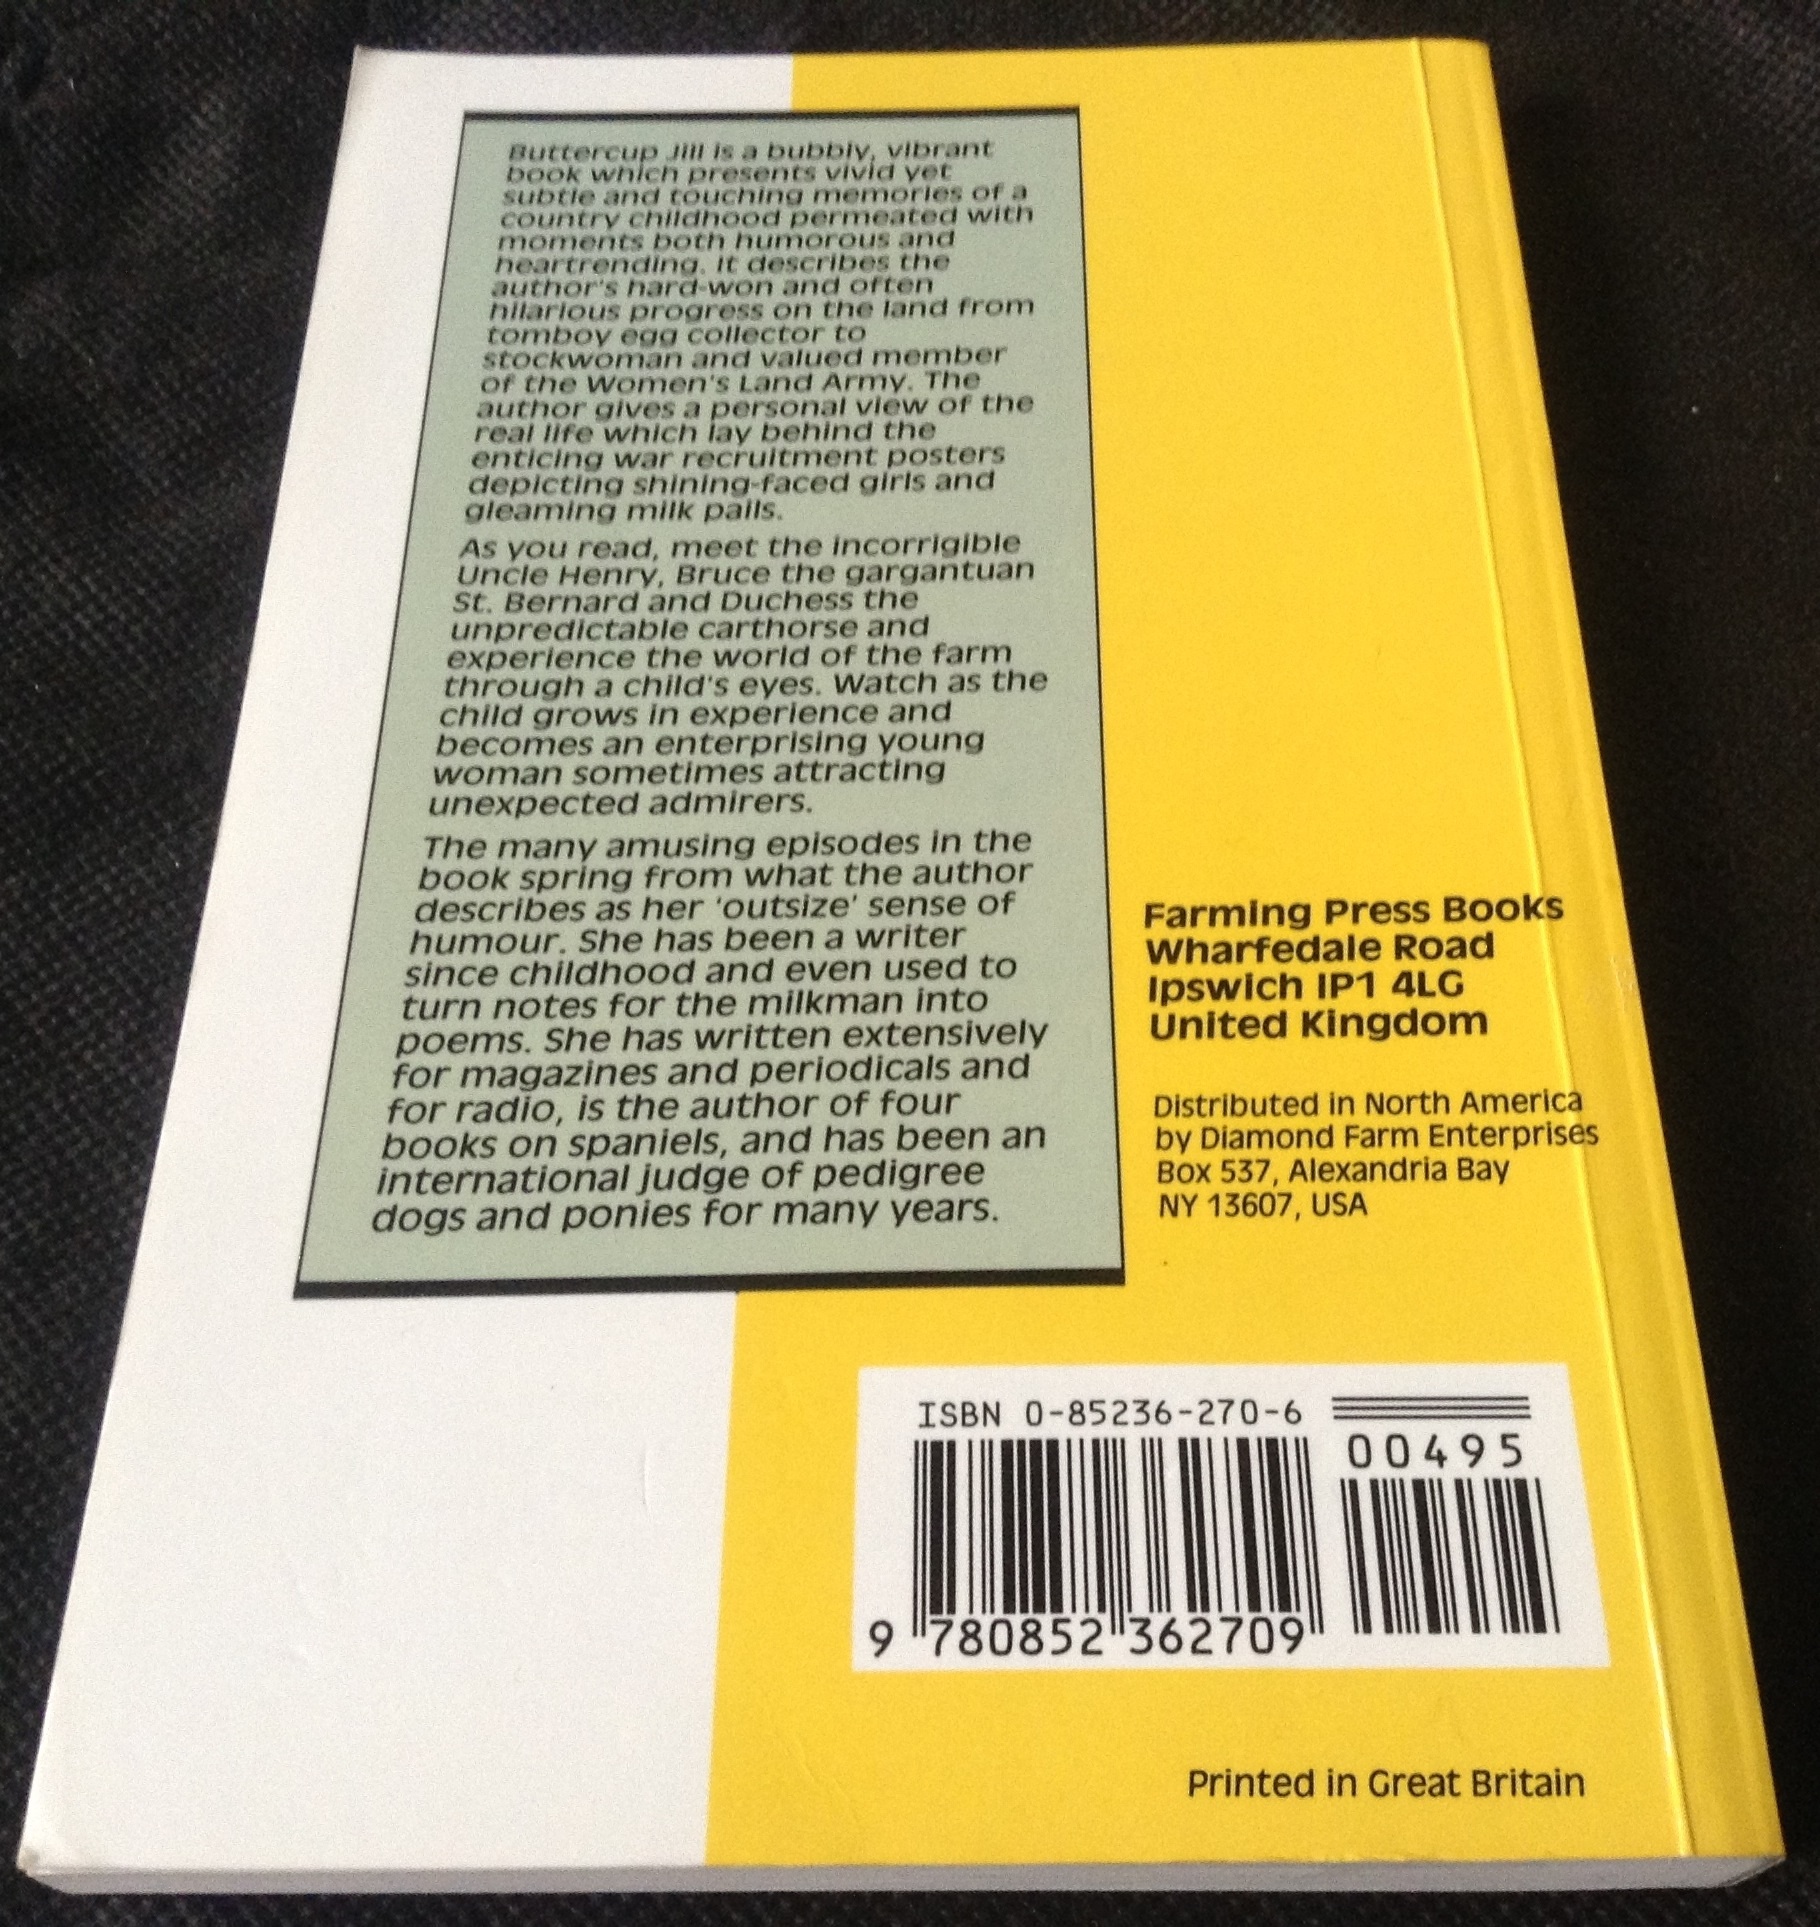 Buttercup Jill is a bubbly, vibrant
book which presents vivid yet
subtle and touching memories of a
country childhood permeated with
moments both humorous and
heartrending. It describes the
author's hard-won and often
hilarious progress on the land from
tomboy egg collector to
stockwoman and valued member
of the Women's Land Army. The
author gives a personal view of the
real life which lay behind the
enticing war recruitment posters
depicting shining-faced girls and
gleaming milk pails.
As you read, meet the incorrigible
Uncle Henry, Bruce the gargantuan
St. Bernard and Duchess the
unpredictable carthorse and
experience the world of the farm
through a child's eyes. Watch as the
child grows in experience and
becomes an enterprising young
woman sometimes attracting
unexpected admirers.
The many amusing episodes in the
book spring from what the author
describes as her ‘outsize’ sense of
humour. She has been a writer
since childhood and even used to
turn notes for the milkman into
poems. She has written extensively
for magazines and periodicals and
for radio, is the author of four
books on spaniels, and has been an
international judge of pedigree
dogs and ponies for many years.
Farming Press Books
Wharfedale Road
Ipswich IP1 4LG
United Kingdom
Distributed in North America
by Diamond Farm Enterprises
Box 537, Alexandria Bay
NY 13607, USA
ISBN 0-85236-270-6
00495
9 780852 362709
Printed in Great Britain